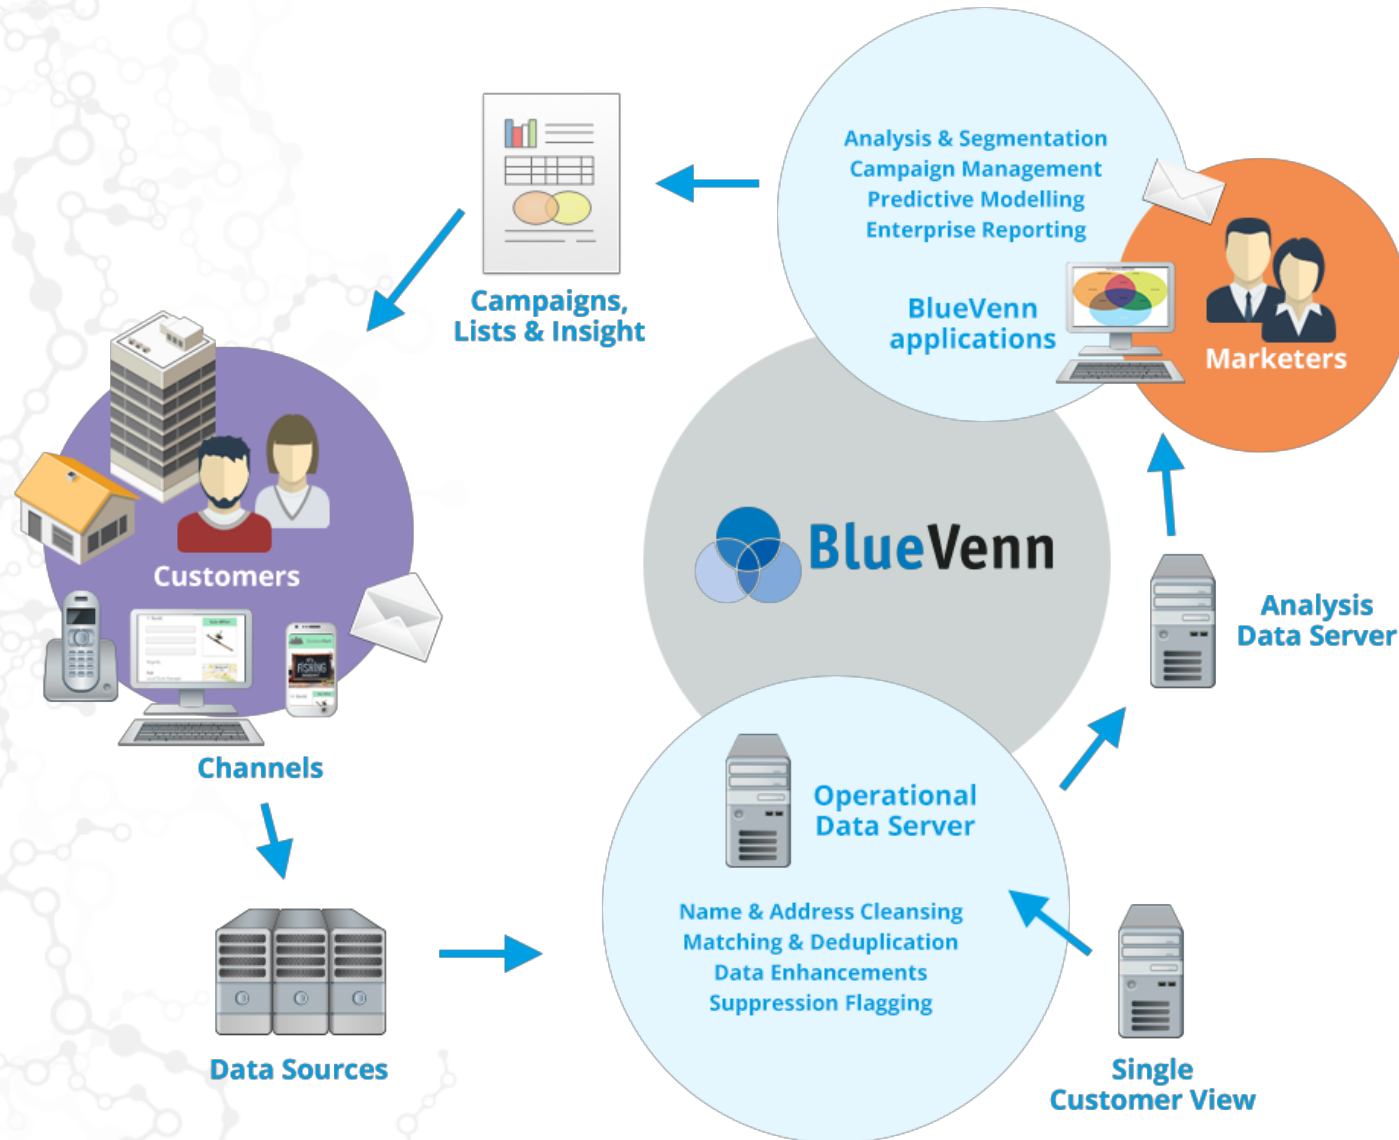 Analysis & Segmentation
Campaign Management
Predictive Modelling
Enterprise Reporting
BlueVenn
applications
Marketers
Campaigns,
Lists & Insight
Customers
Channels
BlueVenn
Analysis
Data Server
Operational
Data Server
Name & Address Cleansing
Matching & Deduplication
Data Enhancements
Suppression Flagging
Data Sources
Single
Customer View
FISHING